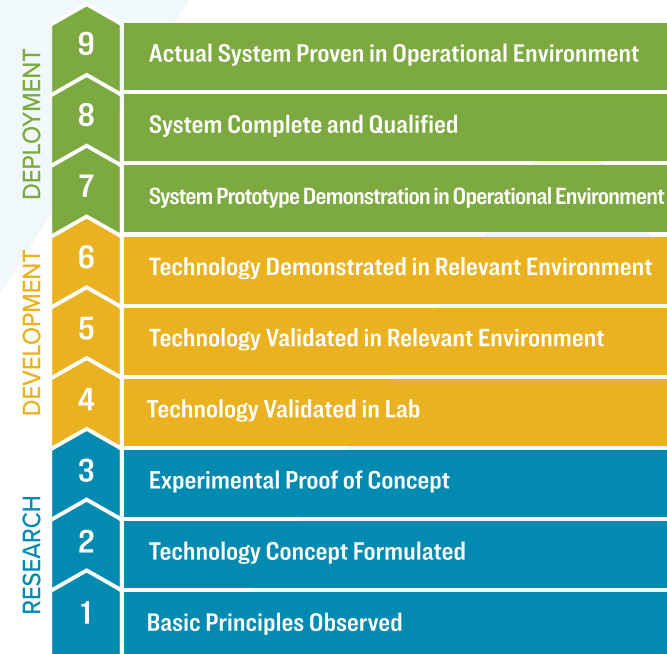 DEPLOYMENT
9 Actual System Proven in Operational Environment
8 System Complete and Qualified
7 System Prototype Demonstration in Operational Environment
DEVELOPMENT
6 Technology Demonstrated in Relevant Environment
5 Technology Validated in Relevant Environment
4 Technology Validated in Lab
RESEARCH
3 Experimental Proof of Concept
2 Technology Concept Formulated
1 Basic Principles Observed